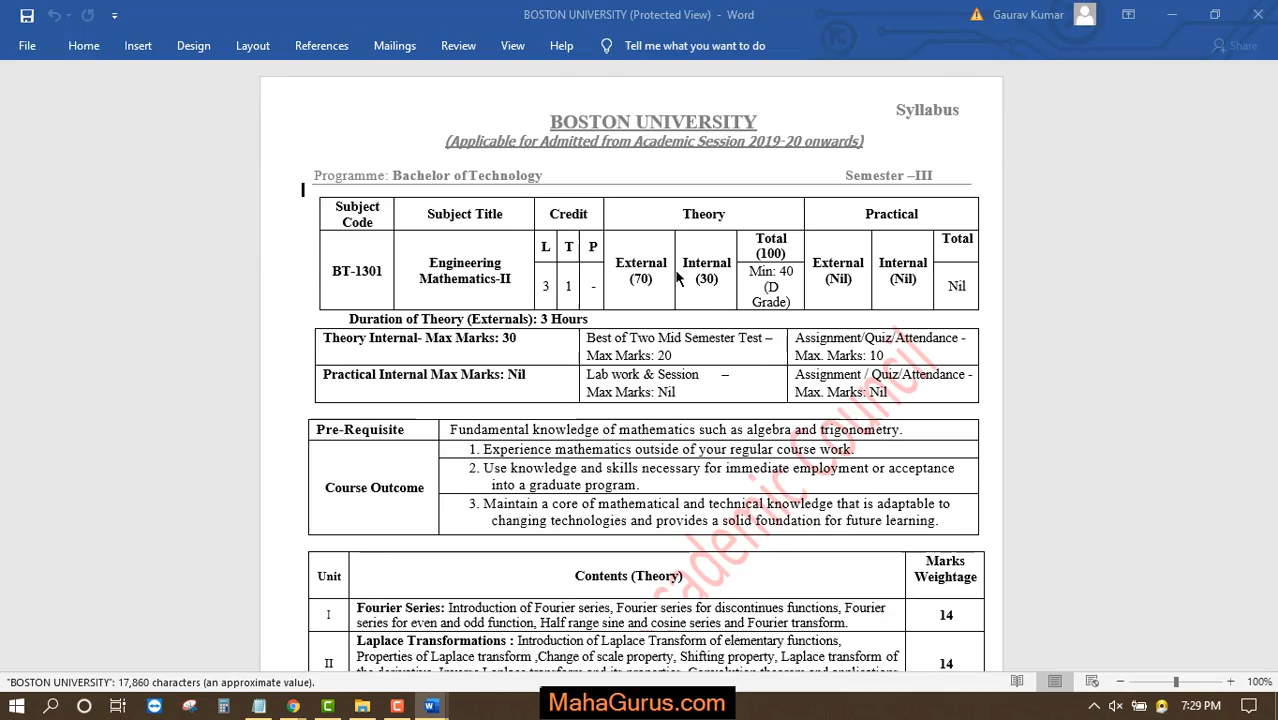 BOSTON UNIVERSITY (Protected View) - Word
Gaurav Kumar
File Home Insert Design Layout References Mailings Review View Help Tell me what you want to do Share
Syllabus
BOSTON UNIVERSITY
(Applicable for Admitted from Academic Session 2019-20 onwards)
Programme: Bachelor of Technology Semester –III
Subject Code Subject Title Credit Theory Practical
BT-1301 Engineering Mathematics-II
L T P
3 1 -
External (70)
Internal (30)
Total (100)
Min: 40 (D Grade)
External (Nil)
Internal (Nil)
Total
Nil
Duration of Theory (Externals): 3 Hours
Theory Internal- Max Marks: 30
Best of Two Mid Semester Test –
Max Marks: 20
Assignment/Quiz/Attendance -
Max. Marks: 10
Practical Internal Max Marks: Nil
Lab work & Session –
Max Marks: Nil
Assignment / Quiz/Attendance -
Max. Marks: Nil
Pre-Requisite Fundamental knowledge of mathematics such as algebra and trigonometry.
Course Outcome
1. Experience mathematics outside of your regular course work.
2. Use knowledge and skills necessary for immediate employment or acceptance
into a graduate program.
3. Maintain a core of mathematical and technical knowledge that is adaptable to
changing technologies and provides a solid foundation for future learning.
Unit Contents (Theory) Marks Weightage
I Fourier Series: Introduction of Fourier series, Fourier series for discontinues functions, Fourier
series for even and odd function, Half range sine and cosine series and Fourier transform. 14
II Laplace Transformations : Introduction of Laplace Transform of elementary functions,
Properties of Laplace transform ,Change of scale property, Shifting property, Laplace transform of 14
ademic Council
"BOSTON UNIVERSITY": 17,860 characters (an approximate value).
100%
MahaGurus.com
7:29 PM